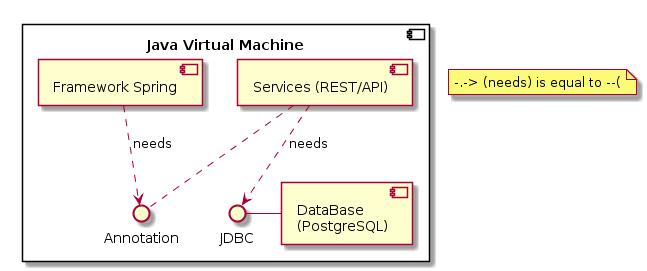 Java Virtual Machine
Framework Spring
Services (REST/API)
-.-> (needs) is equal to --(
needs
needs
DataBase
(PostgreSQL)
Annotation
JDBC